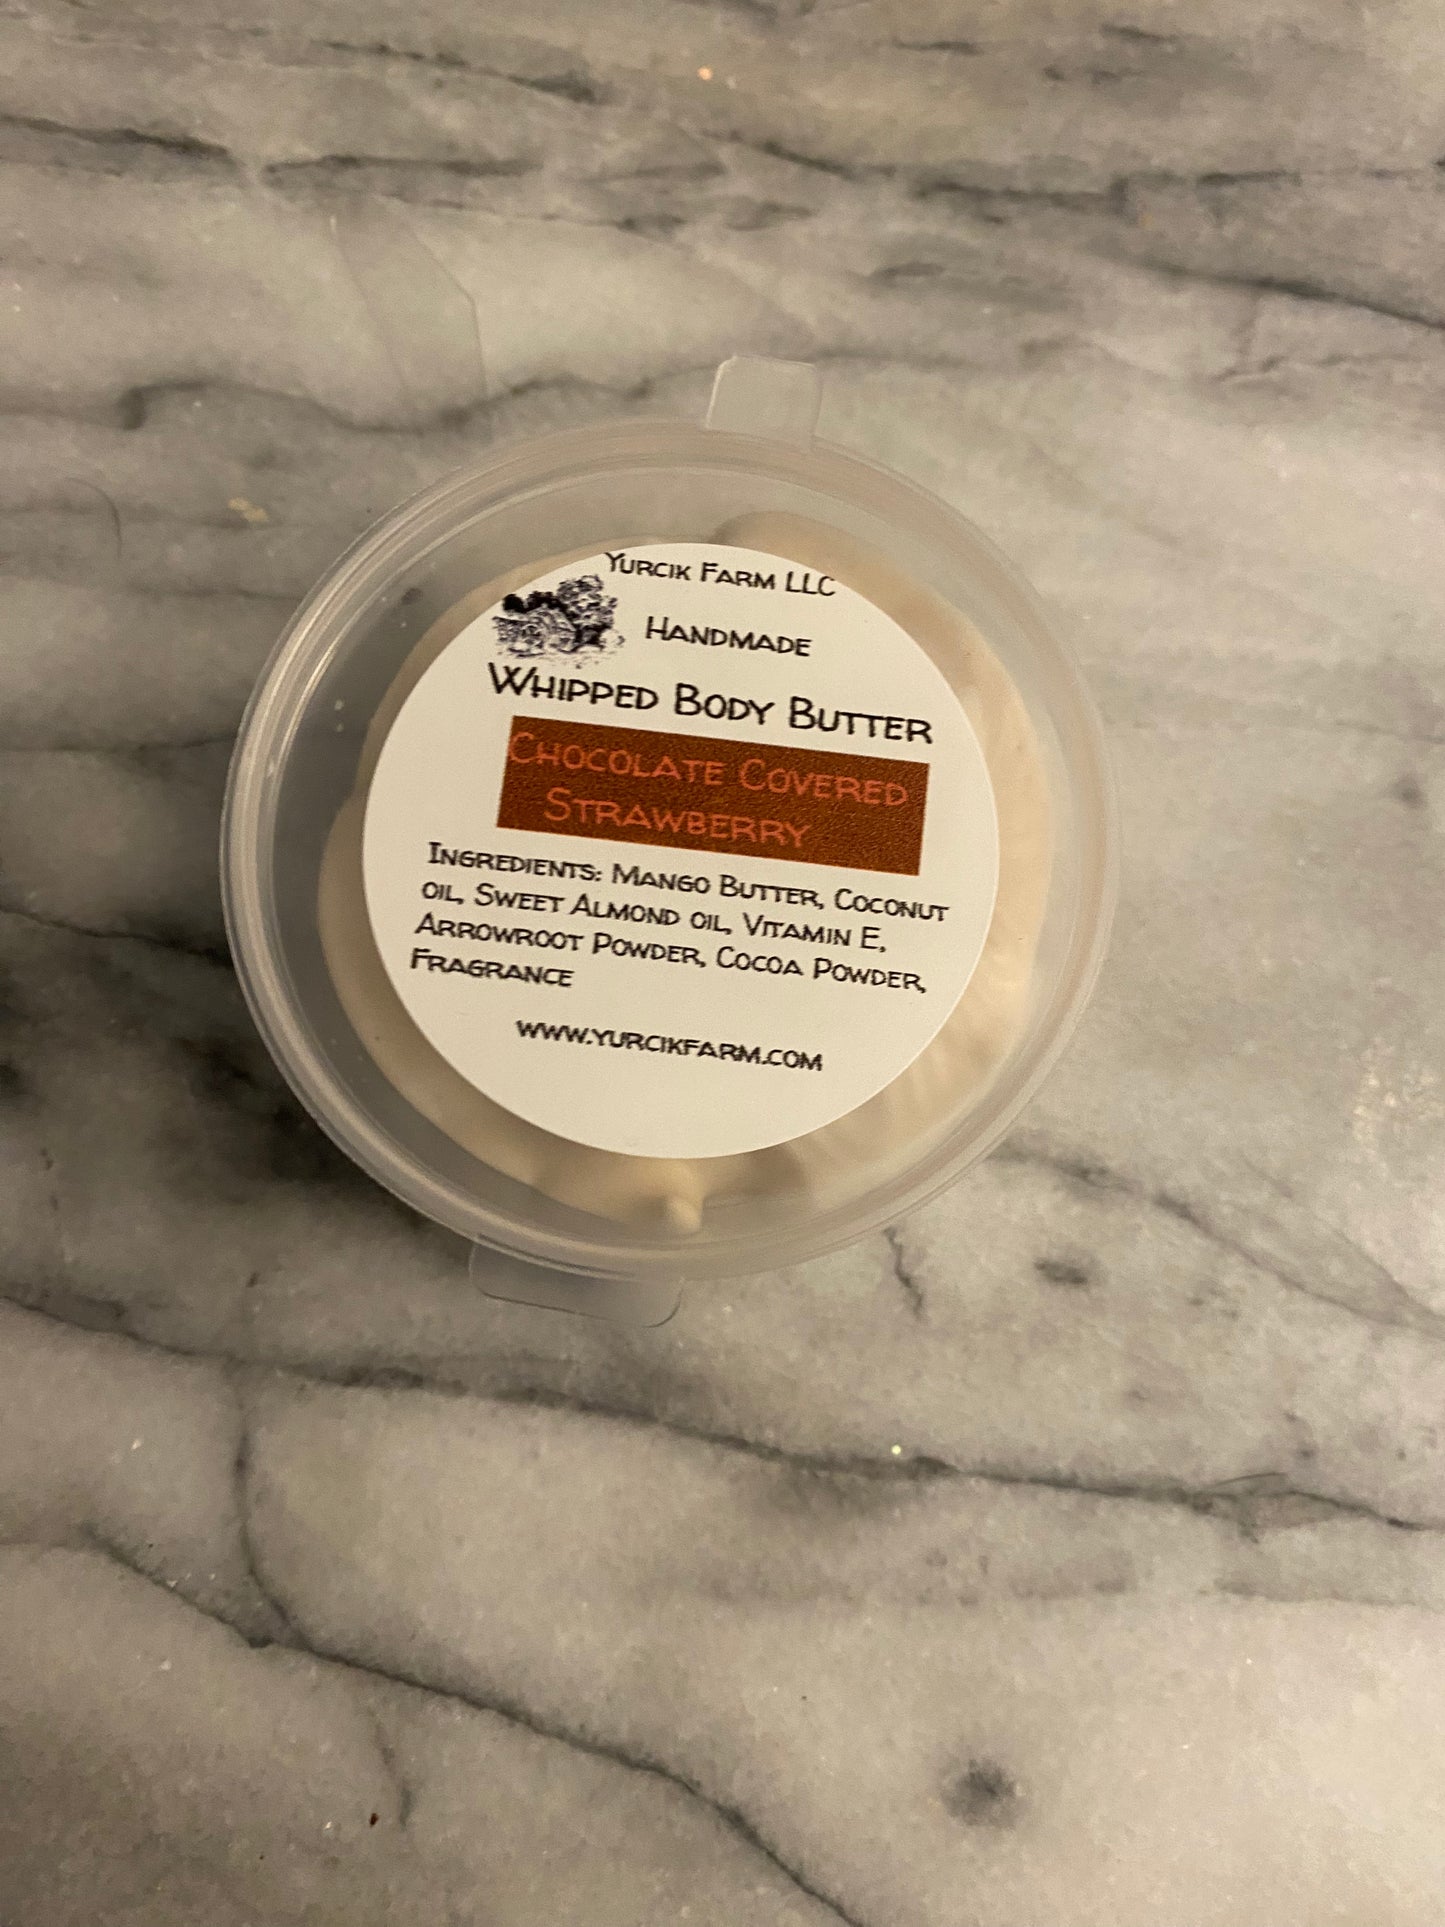 Yurcik Farm LLC
Handmade
Whipped Body Butter
Chocolate Covered
Strawberry
Ingredients: Mango Butter, Coconut
oil, Sweet Almond oil, Vitamin E,
Arrowroot Powder, Cocoa Powder,
Fragrance
www.yurcikfarm.com